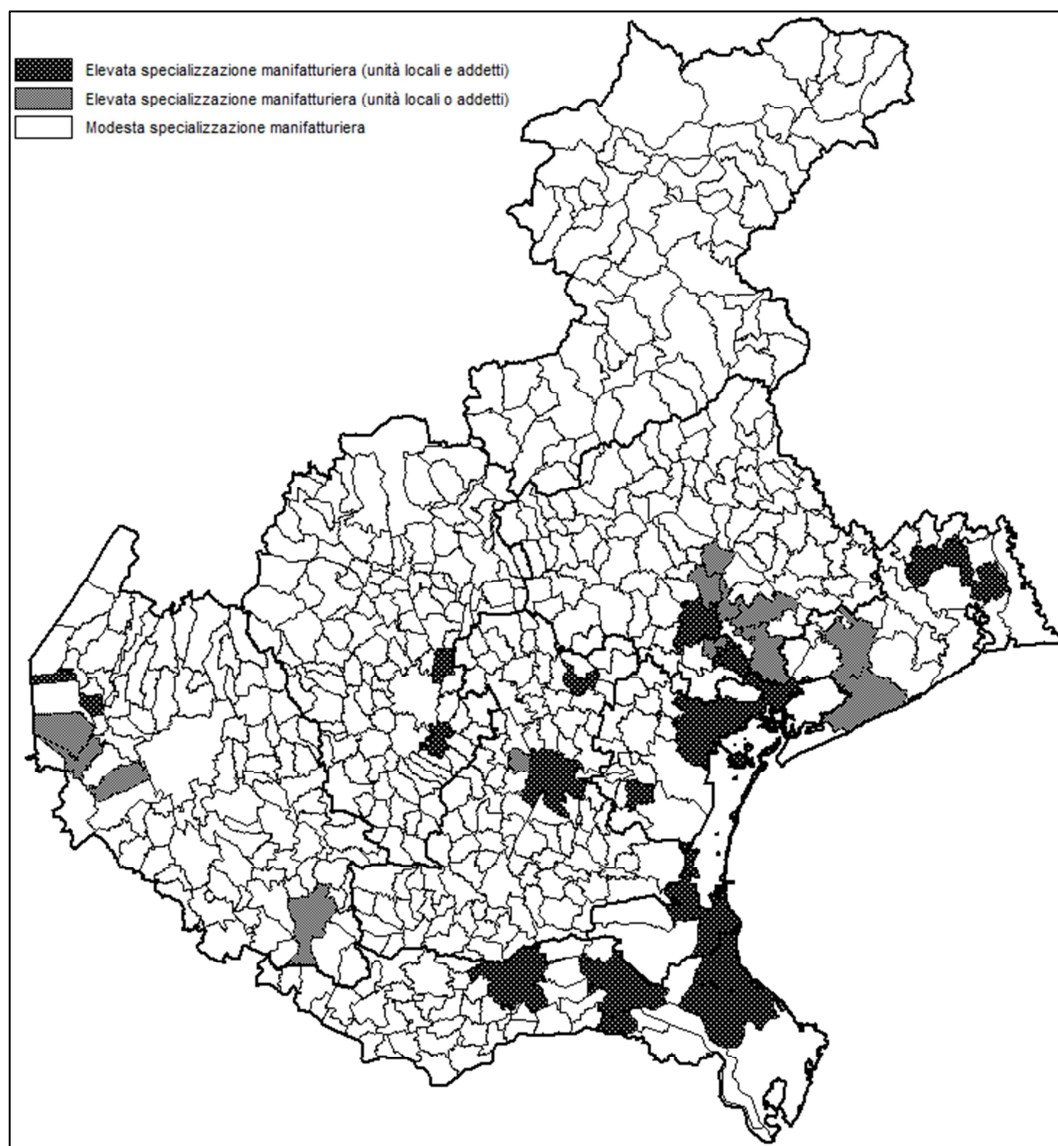 Elevata specializzazione manifatturiera (unità locali e addetti)
Elevata specializzazione manifatturiera (unità locali o addetti)
Modesta specializzazione manifatturiera